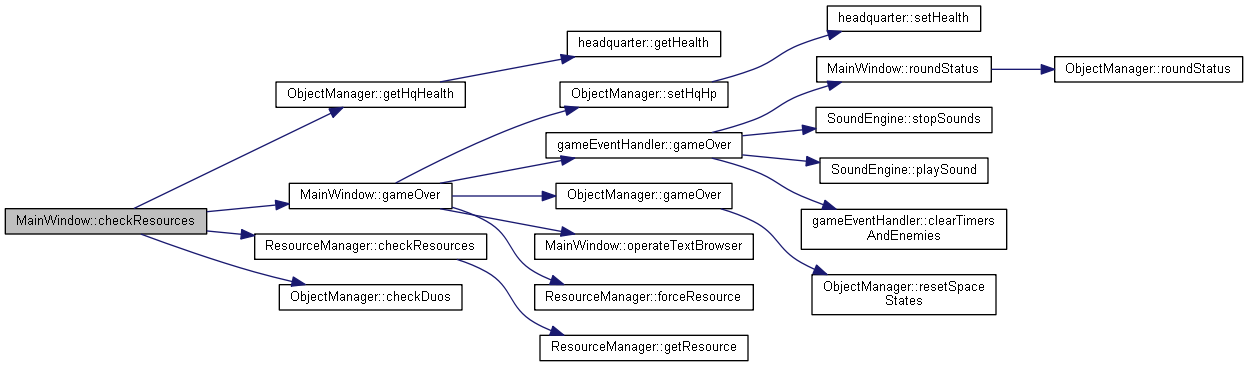 MainWindow::checkResources
ObjectManager::getHqHealth
headquarter::getHealth
MainWindow::gameOver
ObjectManager::setHqHp
headquarter::setHealth
gameEventHandler::gameOver
MainWindow::roundStatus
ObjectManager::roundStatus
SoundEngine::stopSounds
SoundEngine::playSound
gameEventHandler::clearTimers
AndEnemies
ObjectManager::gameOver
ObjectManager::resetSpace
States
MainWindow::operateTextBrowser
ResourceManager::forceResource
ResourceManager::checkResources
ResourceManager::getResource
ObjectManager::checkDuos